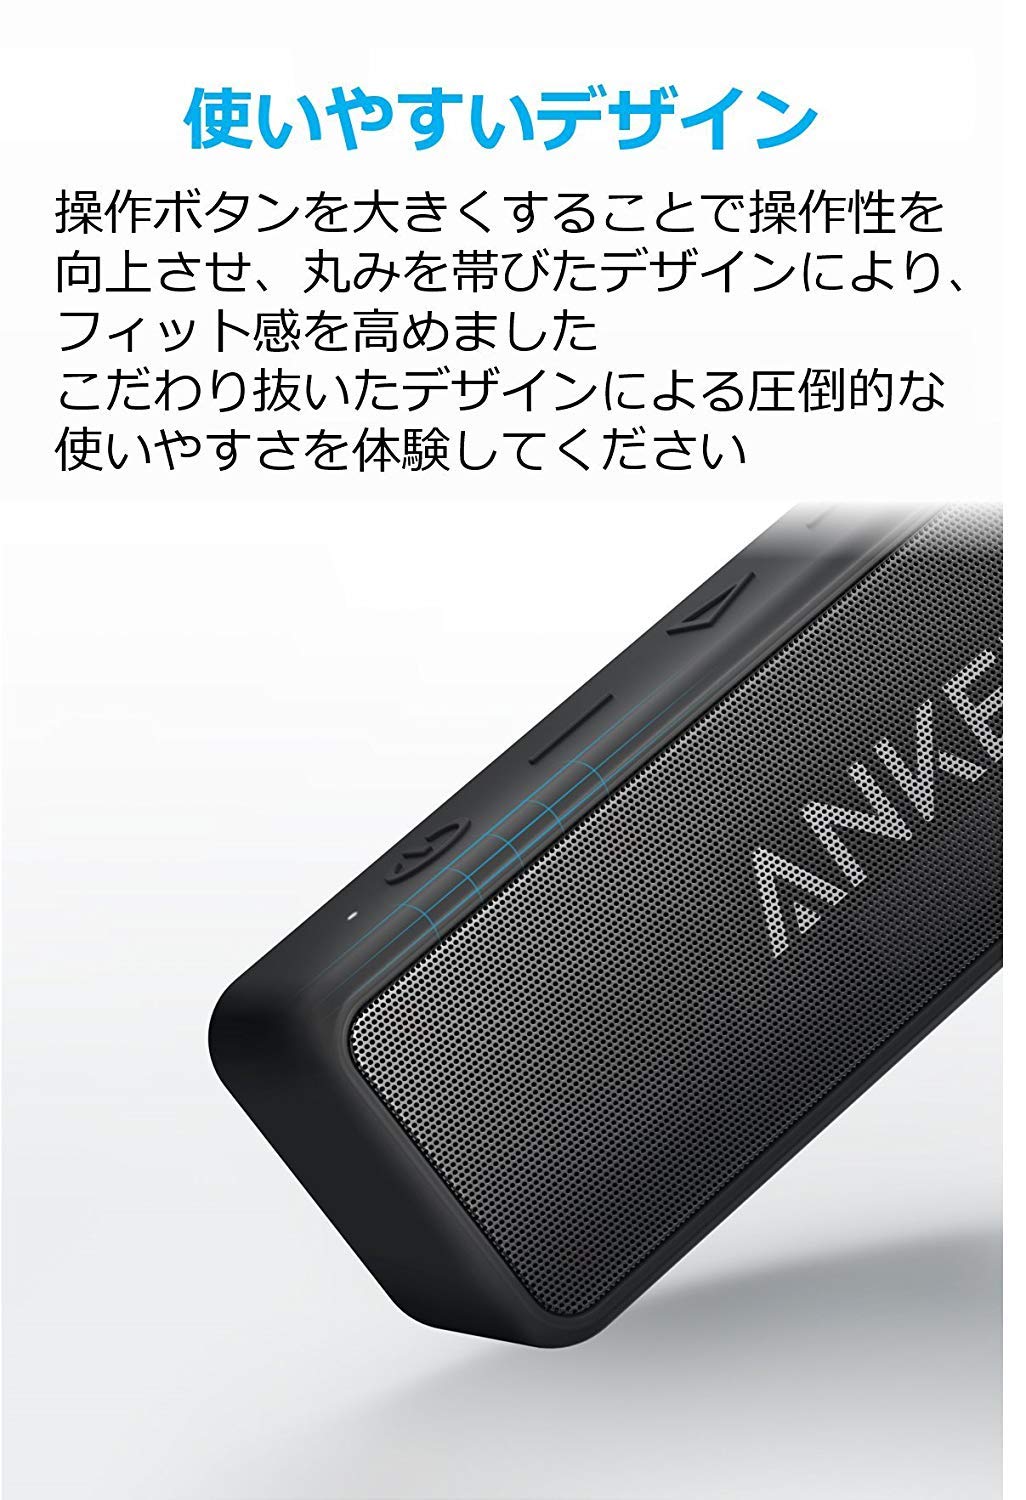 使いやすいデザイン
操作ボタンを大きくすることで操作性を
向上させ、丸みを帯びたデザインにより、
フィット感を高めました
こだわり抜いたデザインによる圧倒的な
使いやすさを体験してください
ANKE